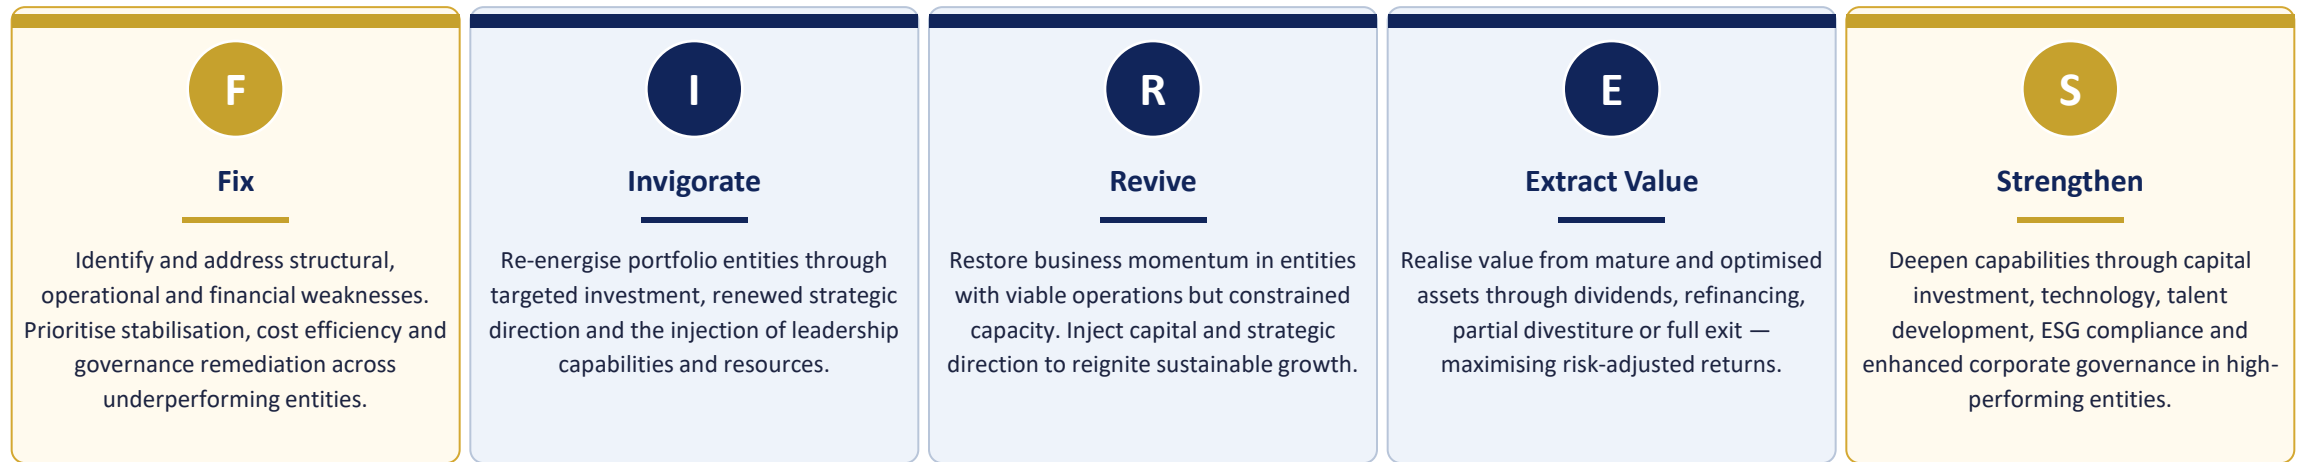 F
Fix
Identify and address structural,
operational and financial weaknesses.
Prioritise stabilisation, cost efficiency and
governance remediation across
underperforming entities.
I
Invigorate
Re-energise portfolio entities through
targeted investment, renewed strategic
direction and the injection of leadership
capabilities and resources.
R
Revive
Restore business momentum in entities
with viable operations but constrained
capacity. Inject capital and strategic
direction to reignite sustainable growth.
E
Extract Value
Realise value from mature and optimised
assets through dividends, refinancing,
partial divestiture or full exit —
maximising risk-adjusted returns.
S
Strengthen
Deepen capabilities through capital
investment, technology, talent
development, ESG compliance and
enhanced corporate governance in high-
performing entities.